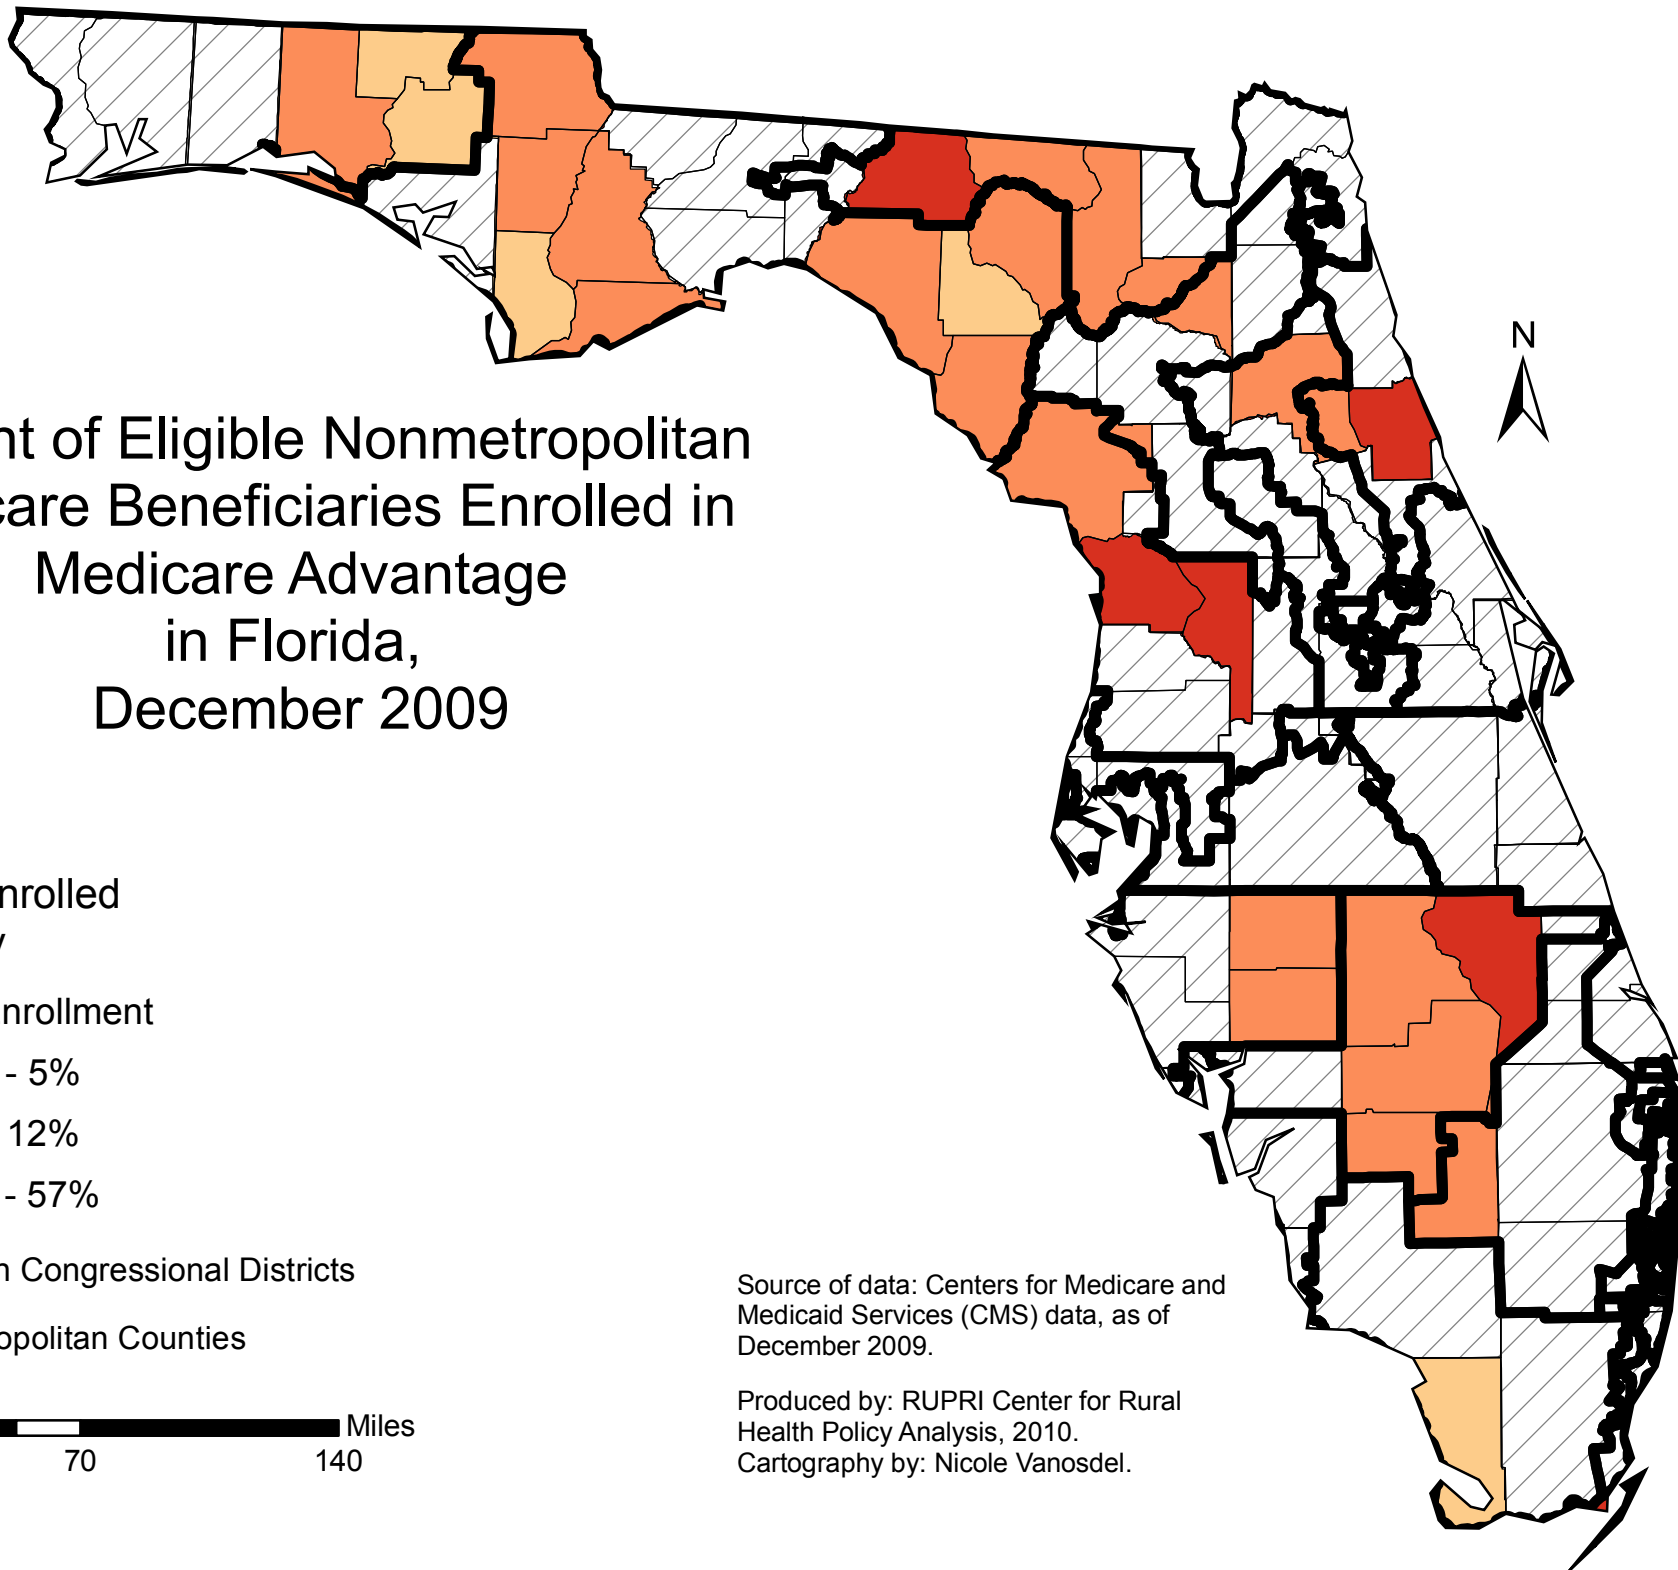 nt of Eligible Nonmetropolitan
care Beneficiaries Enrolled in
Medicare Advantage
in Florida,
December 2009
N
nrolled
y
nrollment
- 5%
12%
- 57%
n Congressional Districts
opolitan Counties
Miles
70
140
Source of data: Centers for Medicare and
Medicaid Services (CMS) data, as of
December 2009.
Produced by: RUPRI Center for Rural
Health Policy Analysis, 2010.
Cartography by: Nicole Vanosdel.